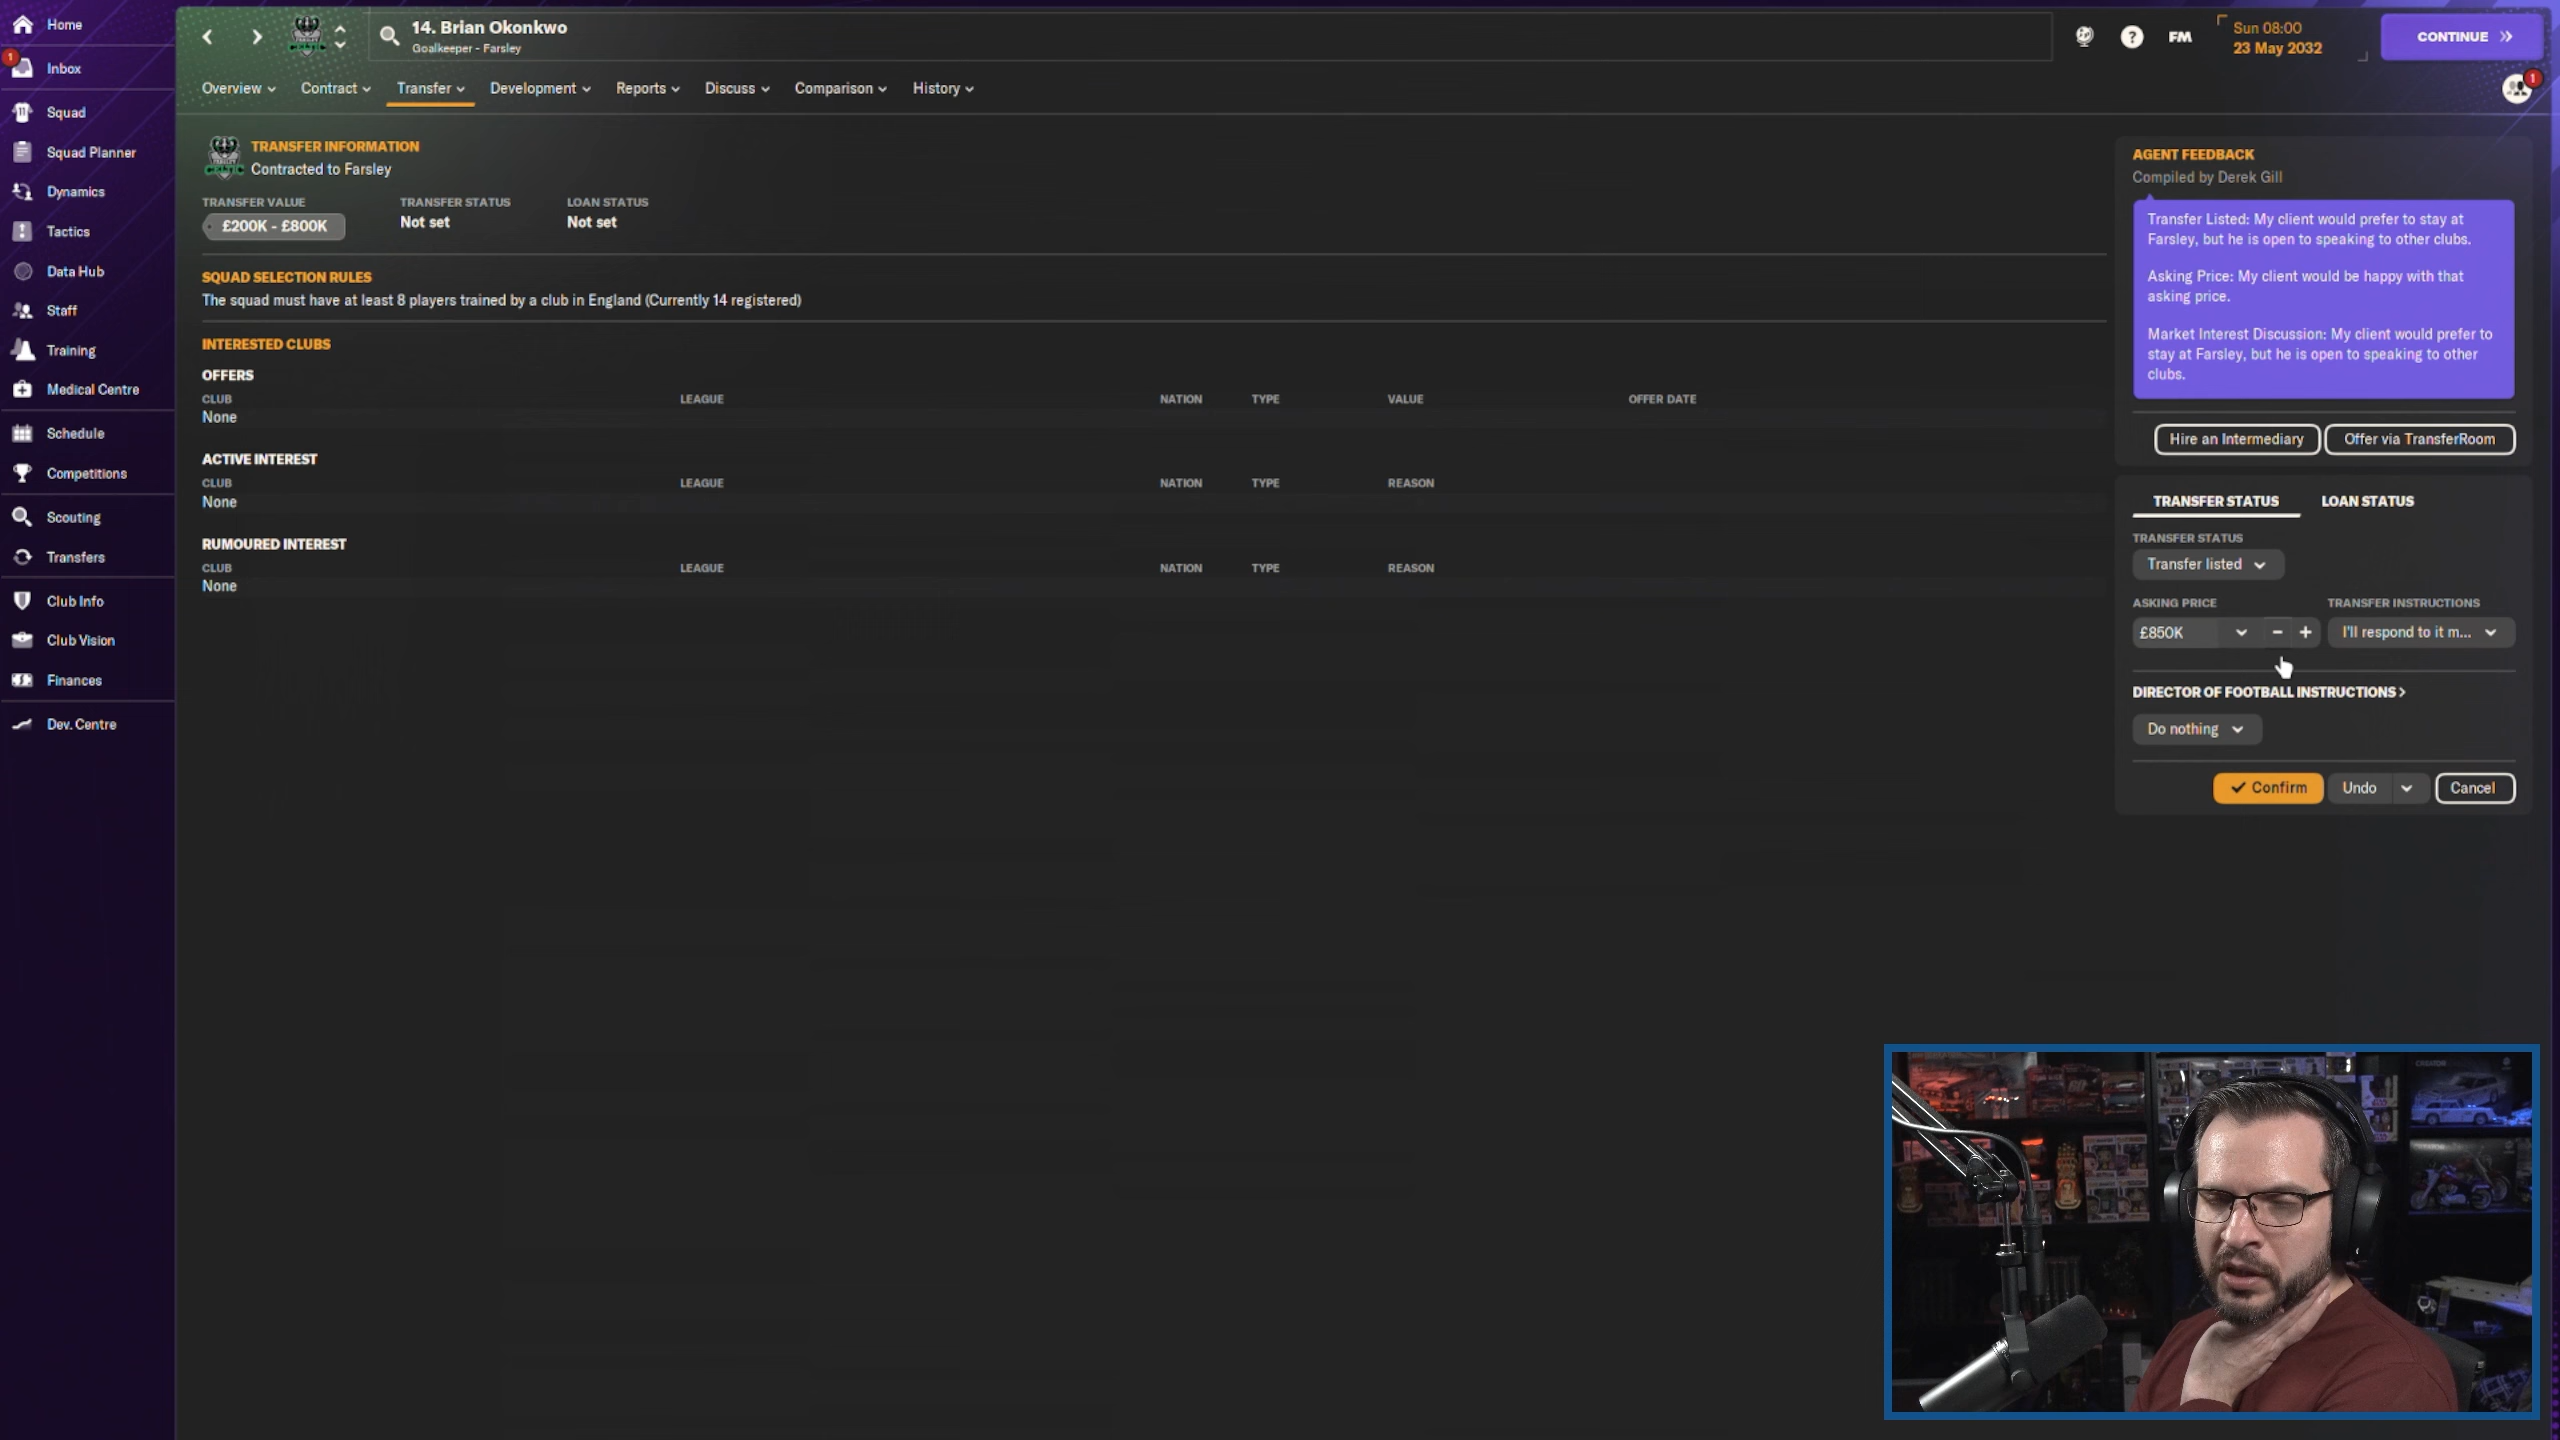 Home
1
Inbox
Squad
Squad Planner
Dynamics
Tactics
Data Hub
Staff
Training
Medical Centre
Schedule
Competitions
Scouting
Transfers
Club Info
Club Vision
Finances
Dev. Centre
14. Brian Okonkwo
Goalkeeper - Farsley
FM
Sun 08:00
23 May 2032
CONTINUE
1
Overview
Contract
Transfer
Development
Reports
Discuss
Comparison
History
TRANSFER INFORMATION
Contracted to Farsley
TRANSFER VALUE
£200K - £800K
TRANSFER STATUS
Not set
LOAN STATUS
Not set
SQUAD SELECTION RULES
The squad must have at least 8 players trained by a club in England (Currently 14 registered)
INTERESTED CLUBS
OFFERS
CLUB LEAGUE NATION TYPE VALUE OFFER DATE
None
ACTIVE INTEREST
CLUB LEAGUE NATION TYPE REASON
None
RUMOURED INTEREST
CLUB LEAGUE NATION TYPE REASON
None
AGENT FEEDBACK
Compiled by Derek Gill
Transfer Listed: My client would prefer to stay at
Farsley, but he is open to speaking to other clubs.
Asking Price: My client would be happy with that
asking price.
Market Interest Discussion: My client would prefer to
stay at Farsley, but he is open to speaking to other
clubs.
Hire an Intermediary
Offer via TransferRoom
TRANSFER STATUS
LOAN STATUS
TRANSFER STATUS
Transfer listed
ASKING PRICE
£850K
TRANSFER INSTRUCTIONS
I'll respond to it m...
DIRECTOR OF FOOTBALL INSTRUCTIONS >
Do nothing
Confirm
Undo
Cancel